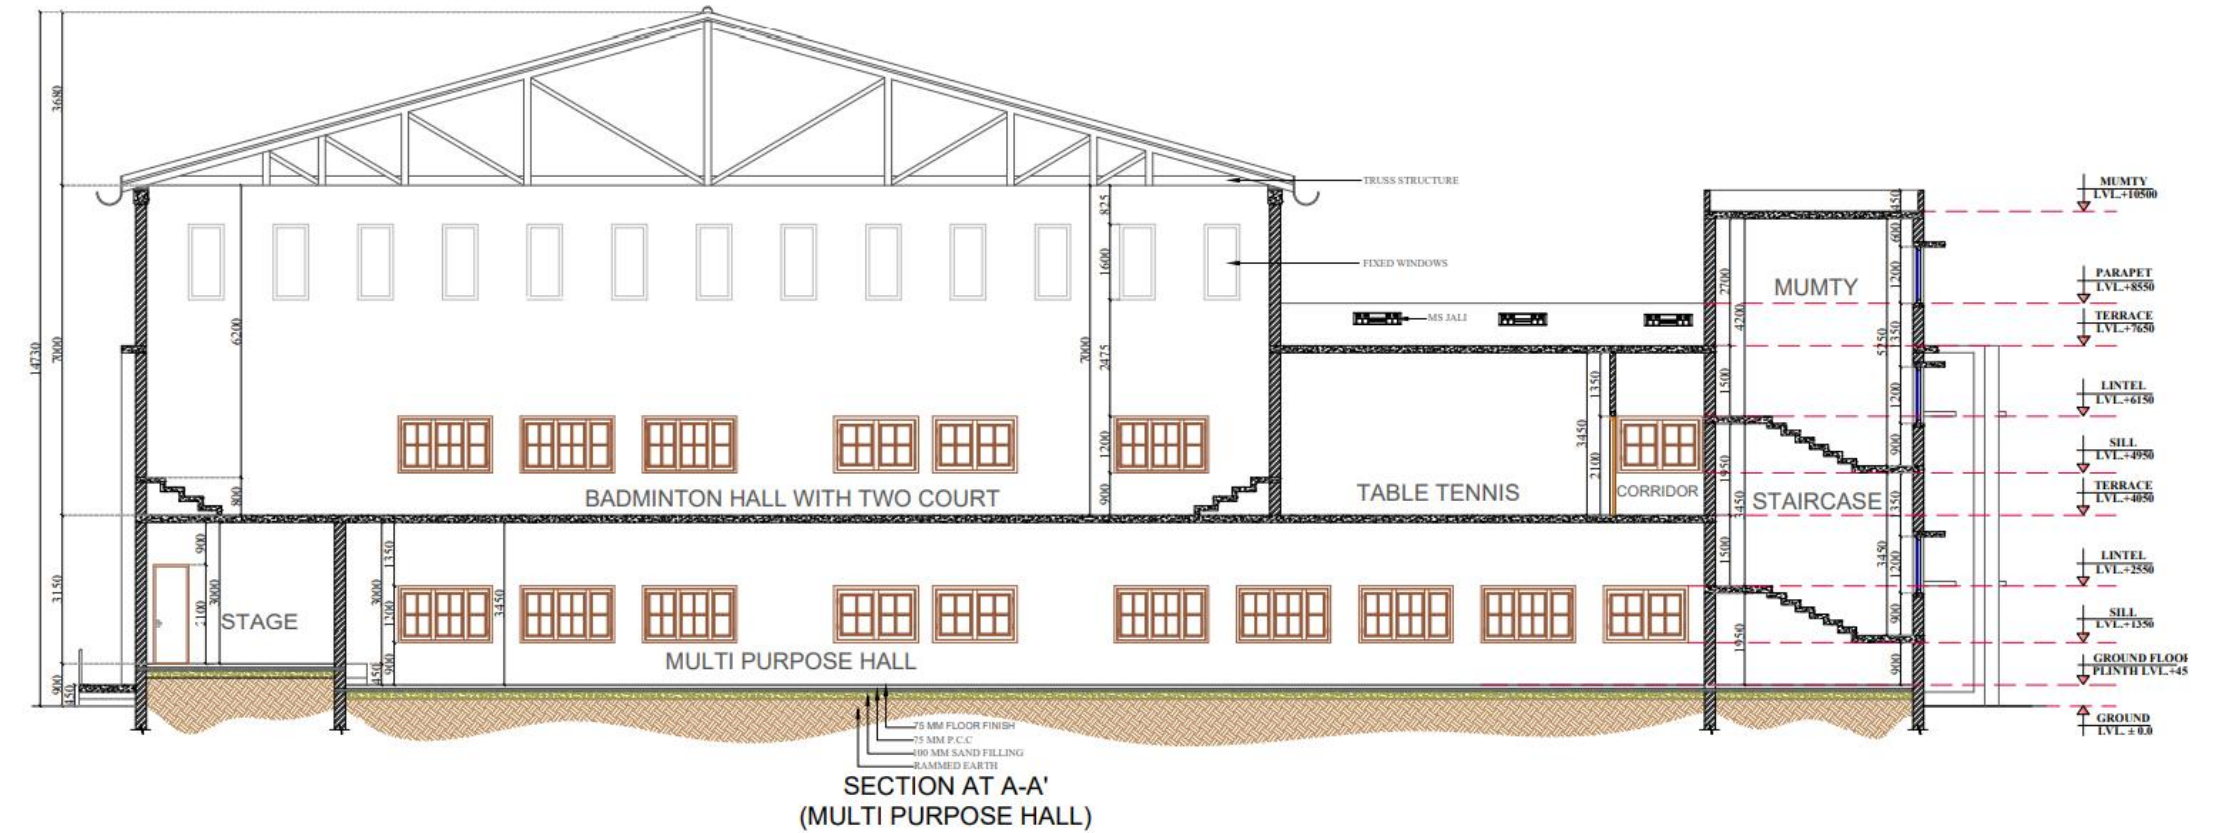 3680
14730
7000
3150
900
450
TRUSS STRUCTURE
FIXED WINDOWS
MS JALI
6200
800
7000
825
1600
2475
1200
900
BADMINTON HALL WITH TWO COURT
TABLE TENNIS
1350
3450
2100
CORRIDOR
450
600
MUMTY
2700
4200
1200
5250
1350
1500
1200
900
1950
3450
STAIRCASE
1350
1500
3450
1200
900
1950
900
900
3000
2100
STAGE
1350
3000
1200
3450
450
900
MULTI PURPOSE HALL
MUMTY
LVL.+10500
PARAPET
LVL.+8550
TERRACE
LVL.+7650
LINTEL
LVL.+6150
SILL
LVL.+4950
TERRACE
LVL.+4050
LINTEL
LVL.+2550
SILL
LVL.+1350
GROUND FLOOR
PLINTH LVL.+45
GROUND
LVL. ± 0.0
75 MM FLOOR FINISH
75 MM P.C.C
100 MM SAND FILLING
RAMMED EARTH
SECTION AT A-A'
(MULTI PURPOSE HALL)